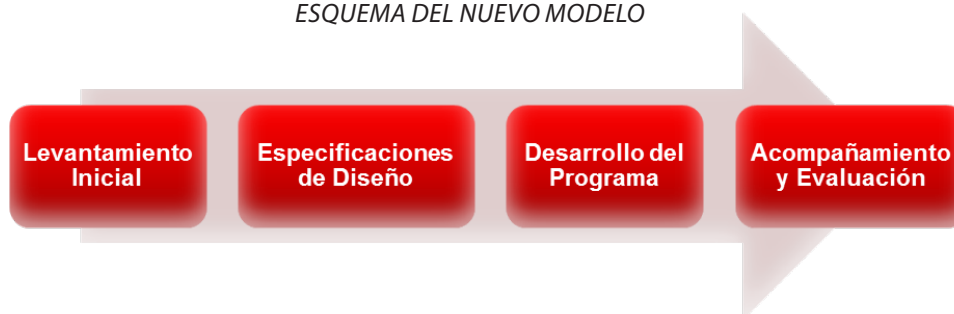 ESQUEMA DEL NUEVO MODELO
Levantamiento
Inicial
Especificaciones
de Diseño
Desarrollo del
Programa
Acompañamiento
y Evaluación